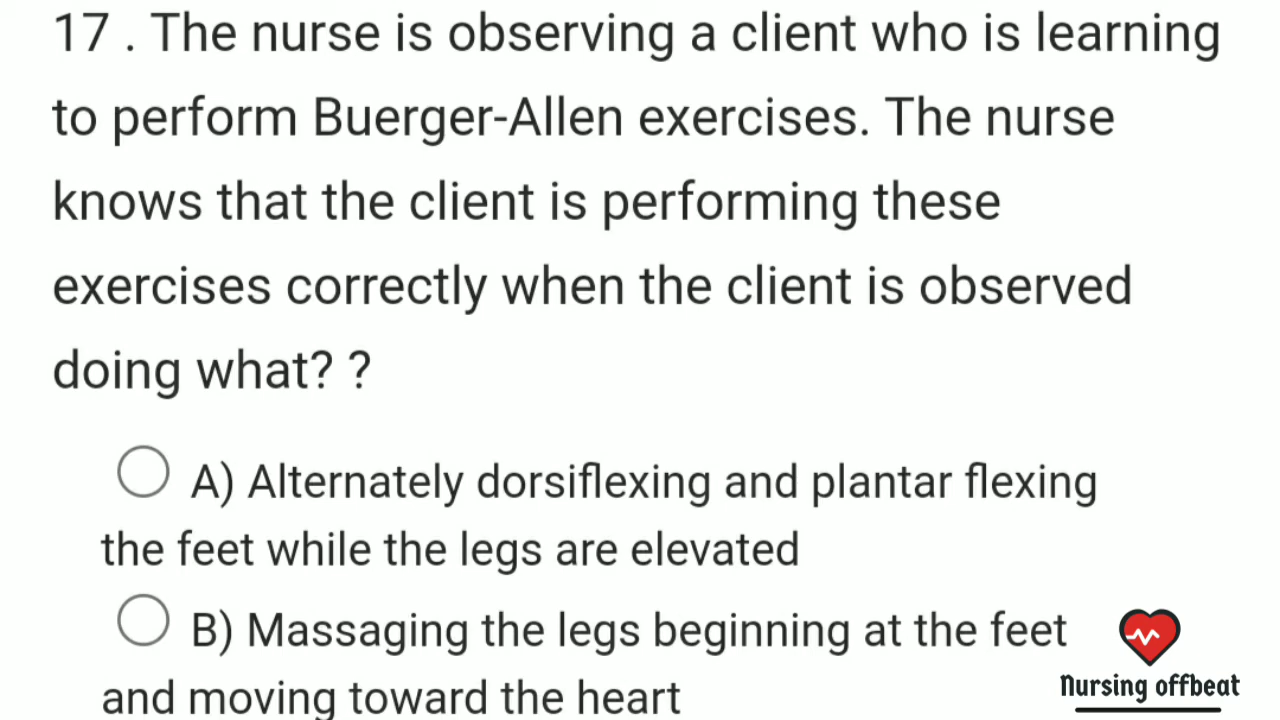 17 . The nurse is observing a client who is learning
to perform Buerger-Allen exercises. The nurse
knows that the client is performing these
exercises correctly when the client is observed
doing what? ?
A) Alternately dorsiflexing and plantar flexing
the feet while the legs are elevated
B) Massaging the legs beginning at the feet
and moving toward the heart
Nursing offbeat